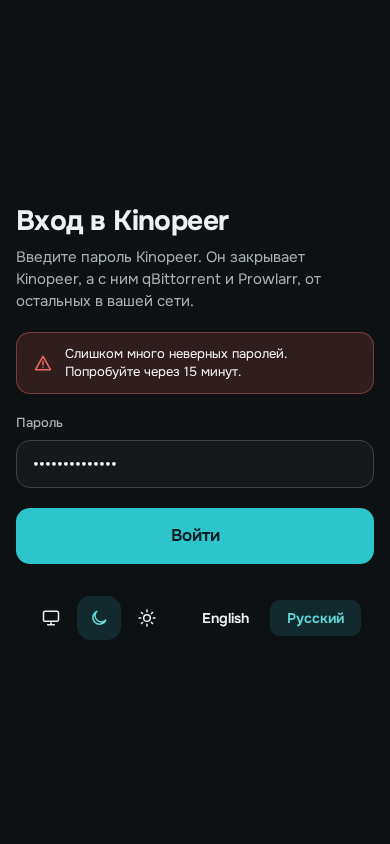 Вход в Kinopeer
Введите пароль Kinopeer. Он закрывает
Kinopeer, а с ним qBittorrent и Prowlarr, от
остальных в вашей сети.
Слишком много неверных паролей.
Попробуйте через 15 минут.
Пароль
••••••••••••••
Войти
English
Русский